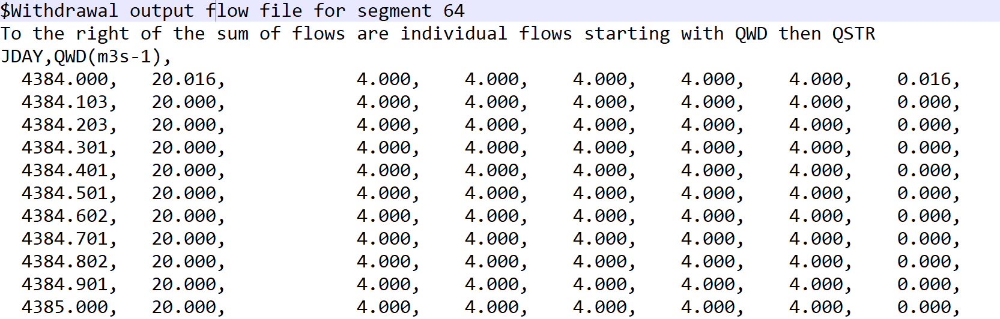 $Withdrawal output flow file for segment 64
To the right of the sum of flows are individual flows starting with QWD then QSTR
JDAY,QWD(m3s-1),
4384.000, 20.016, 4.000, 4.000, 4.000, 4.000, 4.000, 0.016,
4384.103, 20.000, 4.000, 4.000, 4.000, 4.000, 4.000, 0.000,
4384.203, 20.000, 4.000, 4.000, 4.000, 4.000, 4.000, 0.000,
4384.301, 20.000, 4.000, 4.000, 4.000, 4.000, 4.000, 0.000,
4384.401, 20.000, 4.000, 4.000, 4.000, 4.000, 4.000, 0.000,
4384.501, 20.000, 4.000, 4.000, 4.000, 4.000, 4.000, 0.000,
4384.602, 20.000, 4.000, 4.000, 4.000, 4.000, 4.000, 0.000,
4384.701, 20.000, 4.000, 4.000, 4.000, 4.000, 4.000, 0.000,
4384.802, 20.000, 4.000, 4.000, 4.000, 4.000, 4.000, 0.000,
4384.901, 20.000, 4.000, 4.000, 4.000, 4.000, 4.000, 0.000,
4385.000, 20.000, 4.000, 4.000, 4.000, 4.000, 4.000, 0.000,